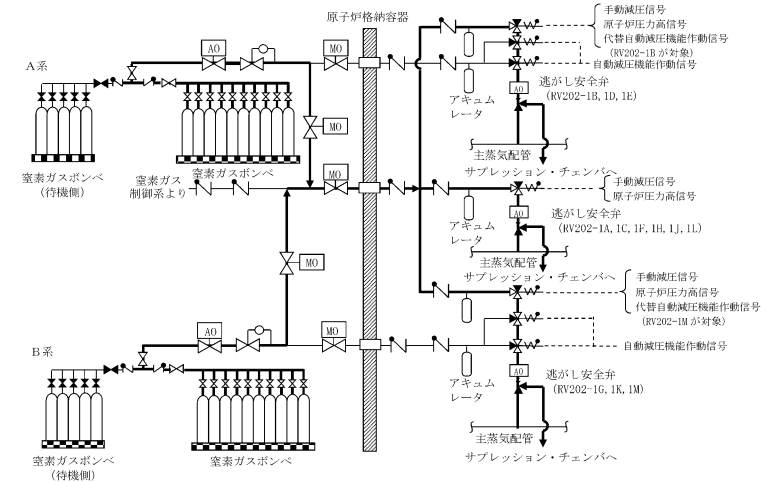 原子炉格納容器
手動減圧信号
原子炉圧力高信号
代替自動減圧機能作動信号
(RV202-1Bが対象)
自動減圧機能作動信号
AO
MO
A系
逃がし安全弁
(RV202-1B,1D,1E)
AO
アキュム
レータ
MO
主蒸気配管
サプレッション・チェンバへ
窒素ガスボンベ
(待機側)
窒素ガスボンベ
窒素ガス
制御系より
MO
手動減圧信号
原子炉圧力高信号
AO
逃がし安全弁
(RV202-1A,1C,1F,1H,1J,1L)
アキュム
レータ
主蒸気配管
サプレッション・チェンバへ
MO
手動減圧信号
原子炉圧力高信号
代替自動減圧機能作動信号
(RV202-1Mが対象)
自動減圧機能作動信号
AO
MO
B系
逃がし安全弁
(RV202-1G,1K,1M)
AO
アキュム
レータ
主蒸気配管
サプレッション・チェンバへ
窒素ガスボンベ
(待機側)
窒素ガスボンベ